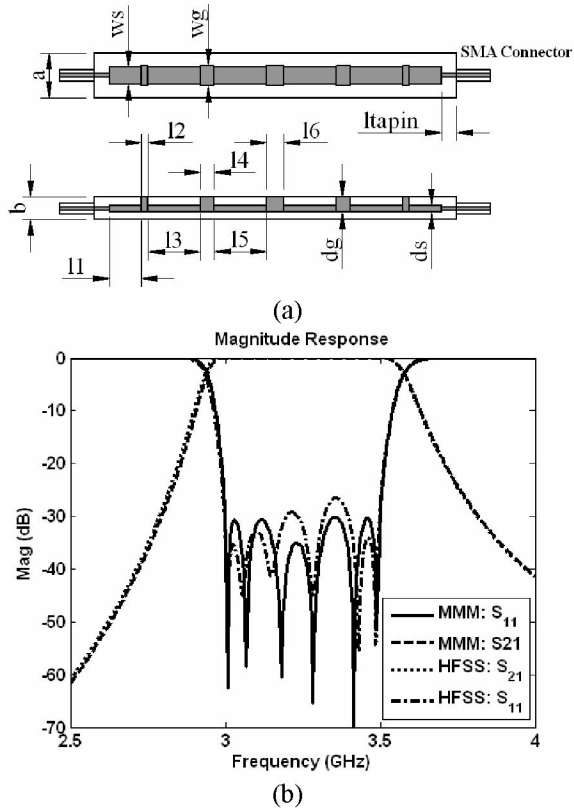 ws
wg
SMA Connector
a
ltapin
l2
l6
l4
b
l3
l5
dg
ds
l1
(a)
Magnitude Response
0
-10
-20
-30
-40
-50
-60
-70
Mag (dB)
MMM: S11
MMM: S21
HFSS: S21
HFSS: S11
2.5
3
3.5
4
Frequency (GHz)
(b)